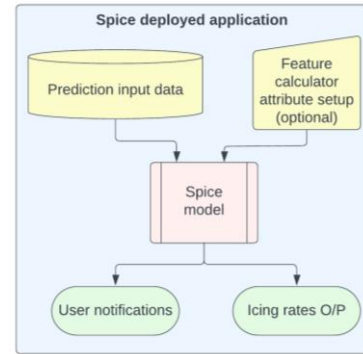 Spice deployed application
Prediction input data
Feature
calculator
attribute setup
(optional)
Spice
model
User notifications
Icing rates O/P